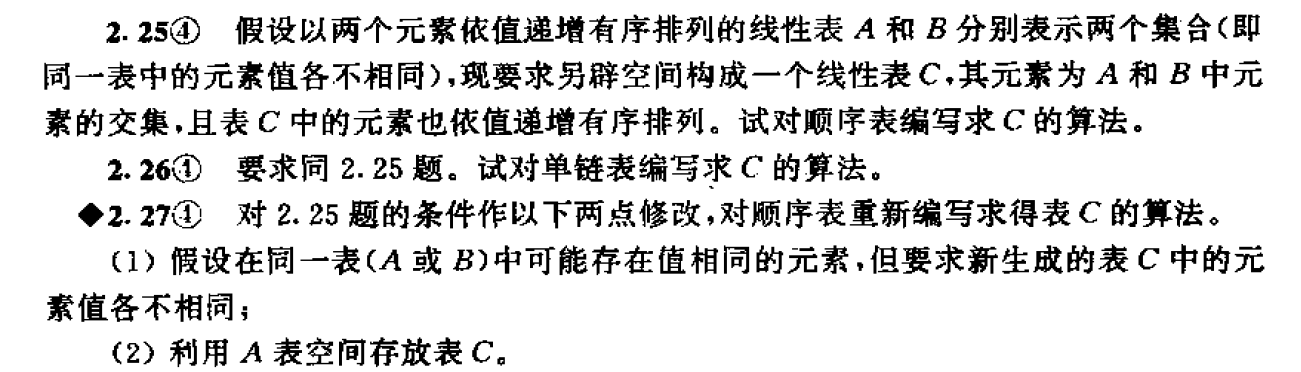 2.25④ 假设以两个元素依值递增有序排列的线性表 A 和 B 分别表示两个集合(即
同一表中的元素值各不相同),现要求另辟空间构成一个线性表 C,其元素为 A 和 B 中元
素的交集,且表 C 中的元素也依值递增有序排列。试对顺序表编写求 C 的算法。
2.26④ 要求同 2.25 题。试对单链表编写求 C 的算法。
◆2.27④ 对 2.25 题的条件作以下两点修改,对顺序表重新编写求得表 C 的算法。
(1) 假设在同一表(A 或 B)中可能存在值相同的元素,但要求新生成的表 C 中的元
素值各不相同;
(2) 利用 A 表空间存放表 C。